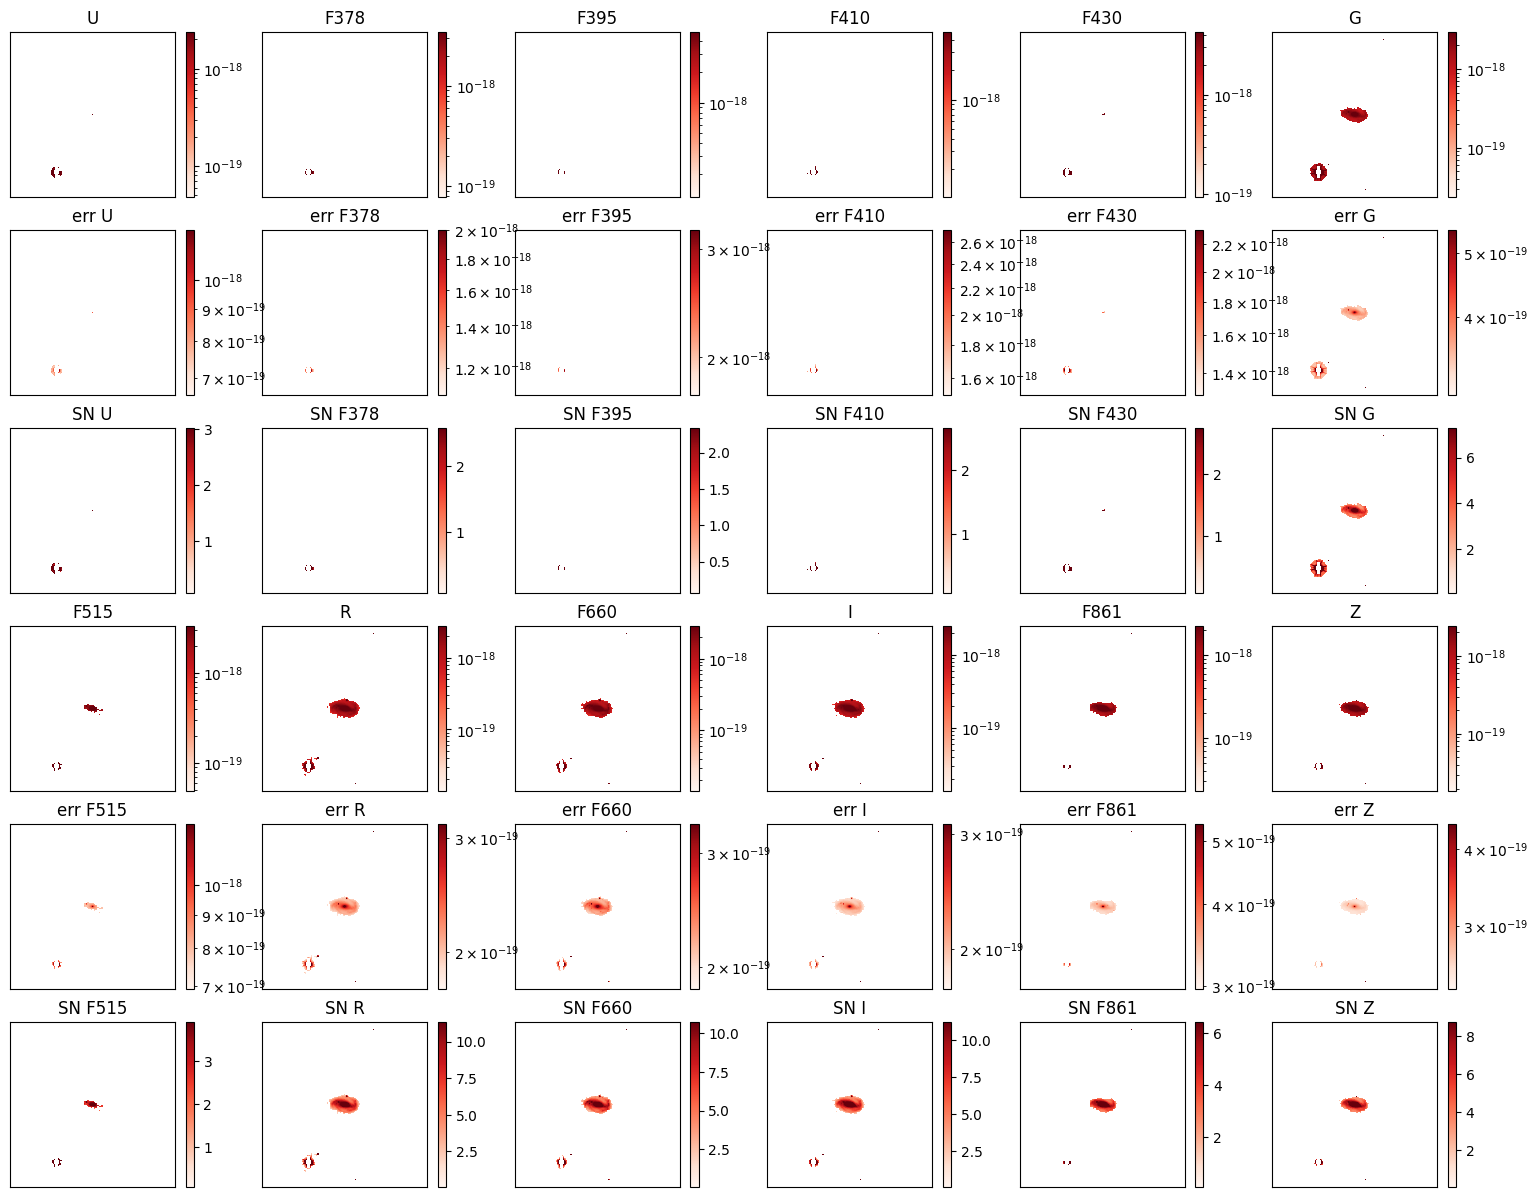 U F378 F395 F410 F430 G
10⁻¹⁸ 10⁻¹⁹ 10⁻¹⁸ 10⁻¹⁹ 10⁻¹⁸ 10⁻¹⁸ 10⁻¹⁸ 10⁻¹⁹ 10⁻¹⁸ 10⁻¹⁹
err U err F378 err F395 err F410 err F430 err G
10⁻¹⁸ 9 × 10⁻¹⁹ 8 × 10⁻¹⁹ 7 × 10⁻¹⁹ 2 × 10⁻¹⁸ 1.8 × 10⁻¹⁸ 1.6 × 10⁻¹⁸ 1.4 × 10⁻¹⁸ 1.2 × 10⁻¹⁸ 3 × 10⁻¹⁸ 2 × 10⁻¹⁸ 2.6 × 10⁻¹⁸ 2.4 × 10⁻¹⁸ 2.2 × 10⁻¹⁸ 2 × 10⁻¹⁸ 1.8 × 10⁻¹⁸ 1.6 × 10⁻¹⁸ 2.2 × 10⁻¹⁸ 2 × 10⁻¹⁸ 1.8 × 10⁻¹⁸ 1.6 × 10⁻¹⁸ 1.4 × 10⁻¹⁸ 5 × 10⁻¹⁹ 4 × 10⁻¹⁹
SN U SN F378 SN F395 SN F410 SN F430 SN G
3 2 1 2 1 2.0 1.5 1.0 0.5 2 1 2 1 6 4 2
F515 R F660 I F861 Z
10⁻¹⁸ 10⁻¹⁹ 10⁻¹⁸ 10⁻¹⁹ 10⁻¹⁸ 10⁻¹⁹ 10⁻¹⁸ 10⁻¹⁹ 10⁻¹⁸ 10⁻¹⁹ 10⁻¹⁸ 10⁻¹⁹
err F515 err R err F660 err I err F861 err Z
10⁻¹⁸ 9 × 10⁻¹⁹ 8 × 10⁻¹⁹ 7 × 10⁻¹⁹ 3 × 10⁻¹⁹ 2 × 10⁻¹⁹ 3 × 10⁻¹⁹ 2 × 10⁻¹⁹ 3 × 10⁻¹⁹ 2 × 10⁻¹⁹ 5 × 10⁻¹⁹ 4 × 10⁻¹⁹ 3 × 10⁻¹⁹ 4 × 10⁻¹⁹ 3 × 10⁻¹⁹
SN F515 SN R SN F660 SN I SN F861 SN Z
3 2 1 10.0 7.5 5.0 2.5 10.0 7.5 5.0 2.5 10.0 7.5 5.0 2.5 6 4 2 8 6 4 2